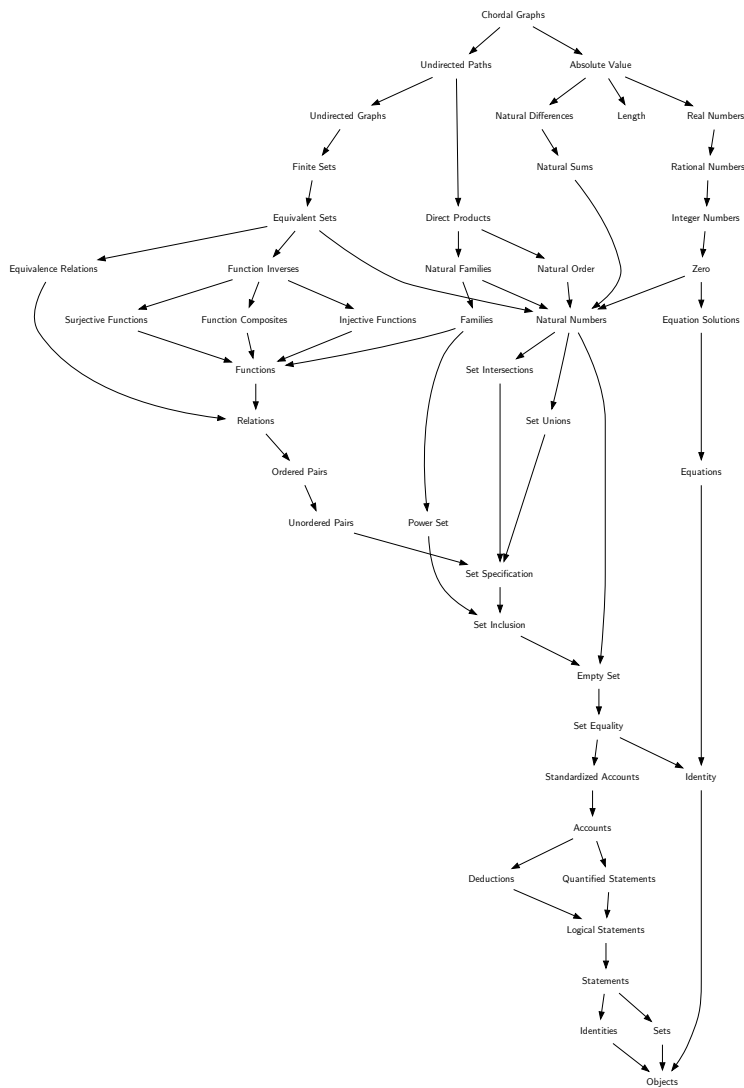 Chordal Graphs
Undirected Paths
Absolute Value
Undirected Graphs
Natural Differences
Length
Real Numbers
Finite Sets
Natural Sums
Rational Numbers
Equivalent Sets
Direct Products
Integer Numbers
Equivalence Relations
Function Inverses
Natural Families
Natural Order
Zero
Surjective Functions
Function Composites
Injective Functions
Families
Natural Numbers
Equation Solutions
Functions
Set Intersections
Relations
Set Unions
Ordered Pairs
Equations
Unordered Pairs
Power Set
Set Specification
Set Inclusion
Empty Set
Set Equality
Standardized Accounts
Identity
Accounts
Deductions
Quantified Statements
Logical Statements
Statements
Identities
Sets
Objects